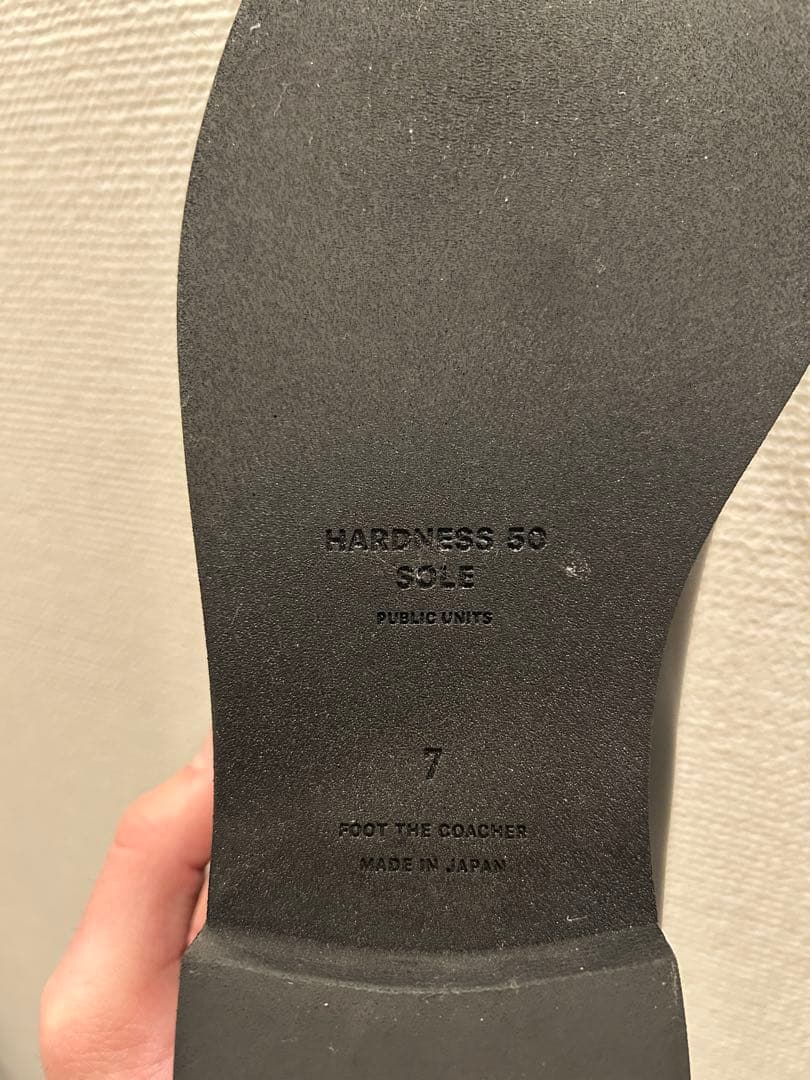 HARDNESS 50
SOLE
PUBLIC UNITS
7
FOOT THE COACHER
MADE IN JAPAN